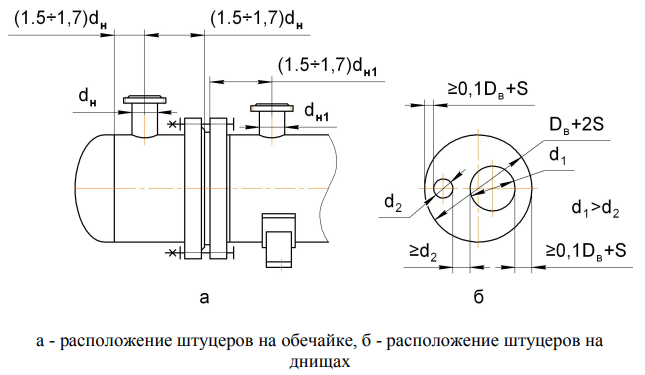 (1.5÷1,7)dн (1.5÷1,7)dн
(1.5÷1,7)dн1
dн
dн1
≥0,1Dв+S
Dв+2S
d1
d2
d1>d2
≥d2
≥0,1Dв+S
а
б
а - расположение штуцеров на обечайке, б - расположение штуцеров на
днищах